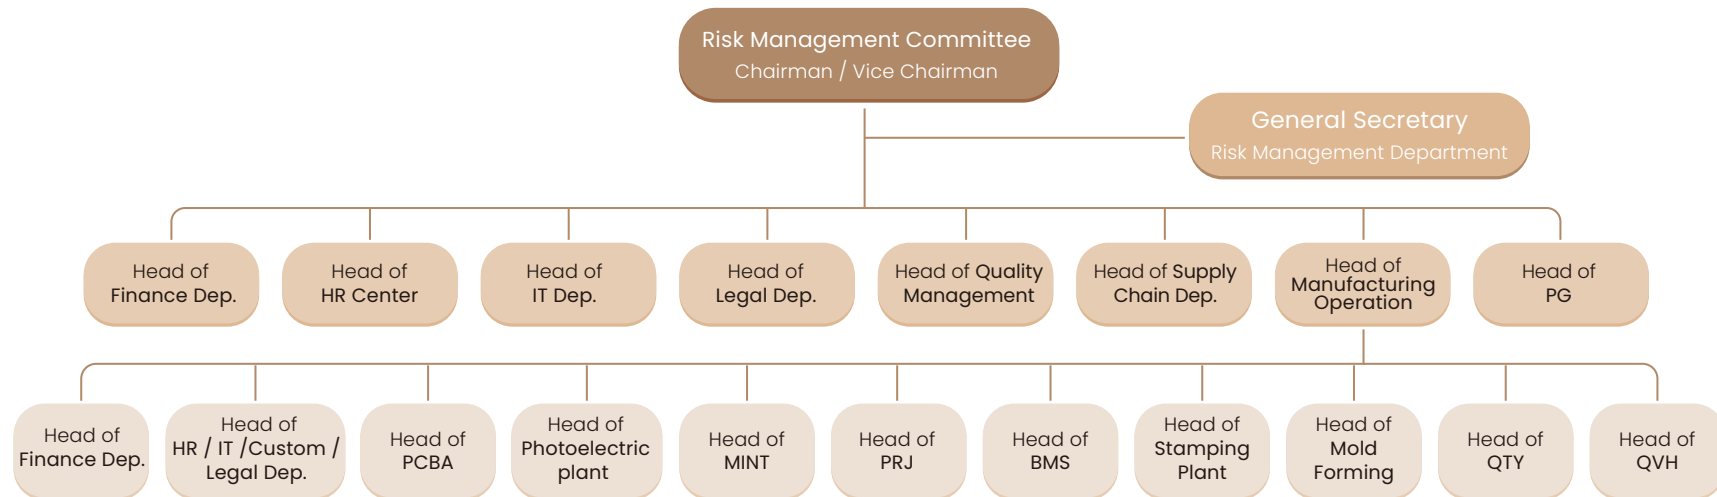 Risk Management Committee
Chairman / Vice Chairman
General Secretary
Risk Management Department
Head of
Finance Dep.
Head of
HR Center
Head of
IT Dep.
Head of
Legal Dep.
Head of Quality
Management
Head of Supply
Chain Dep.
Head of
Manufacturing
Operation
Head of
PG
Head of
Finance Dep.
Head of
HR / IT /Custom /
Legal Dep.
Head of
PCBA
Head of
Photoelectric
plant
Head of
MINT
Head of
PRJ
Head of
BMS
Head of
Stamping
Plant
Head of
Mold
Forming
Head of
QTY
Head of
QVH